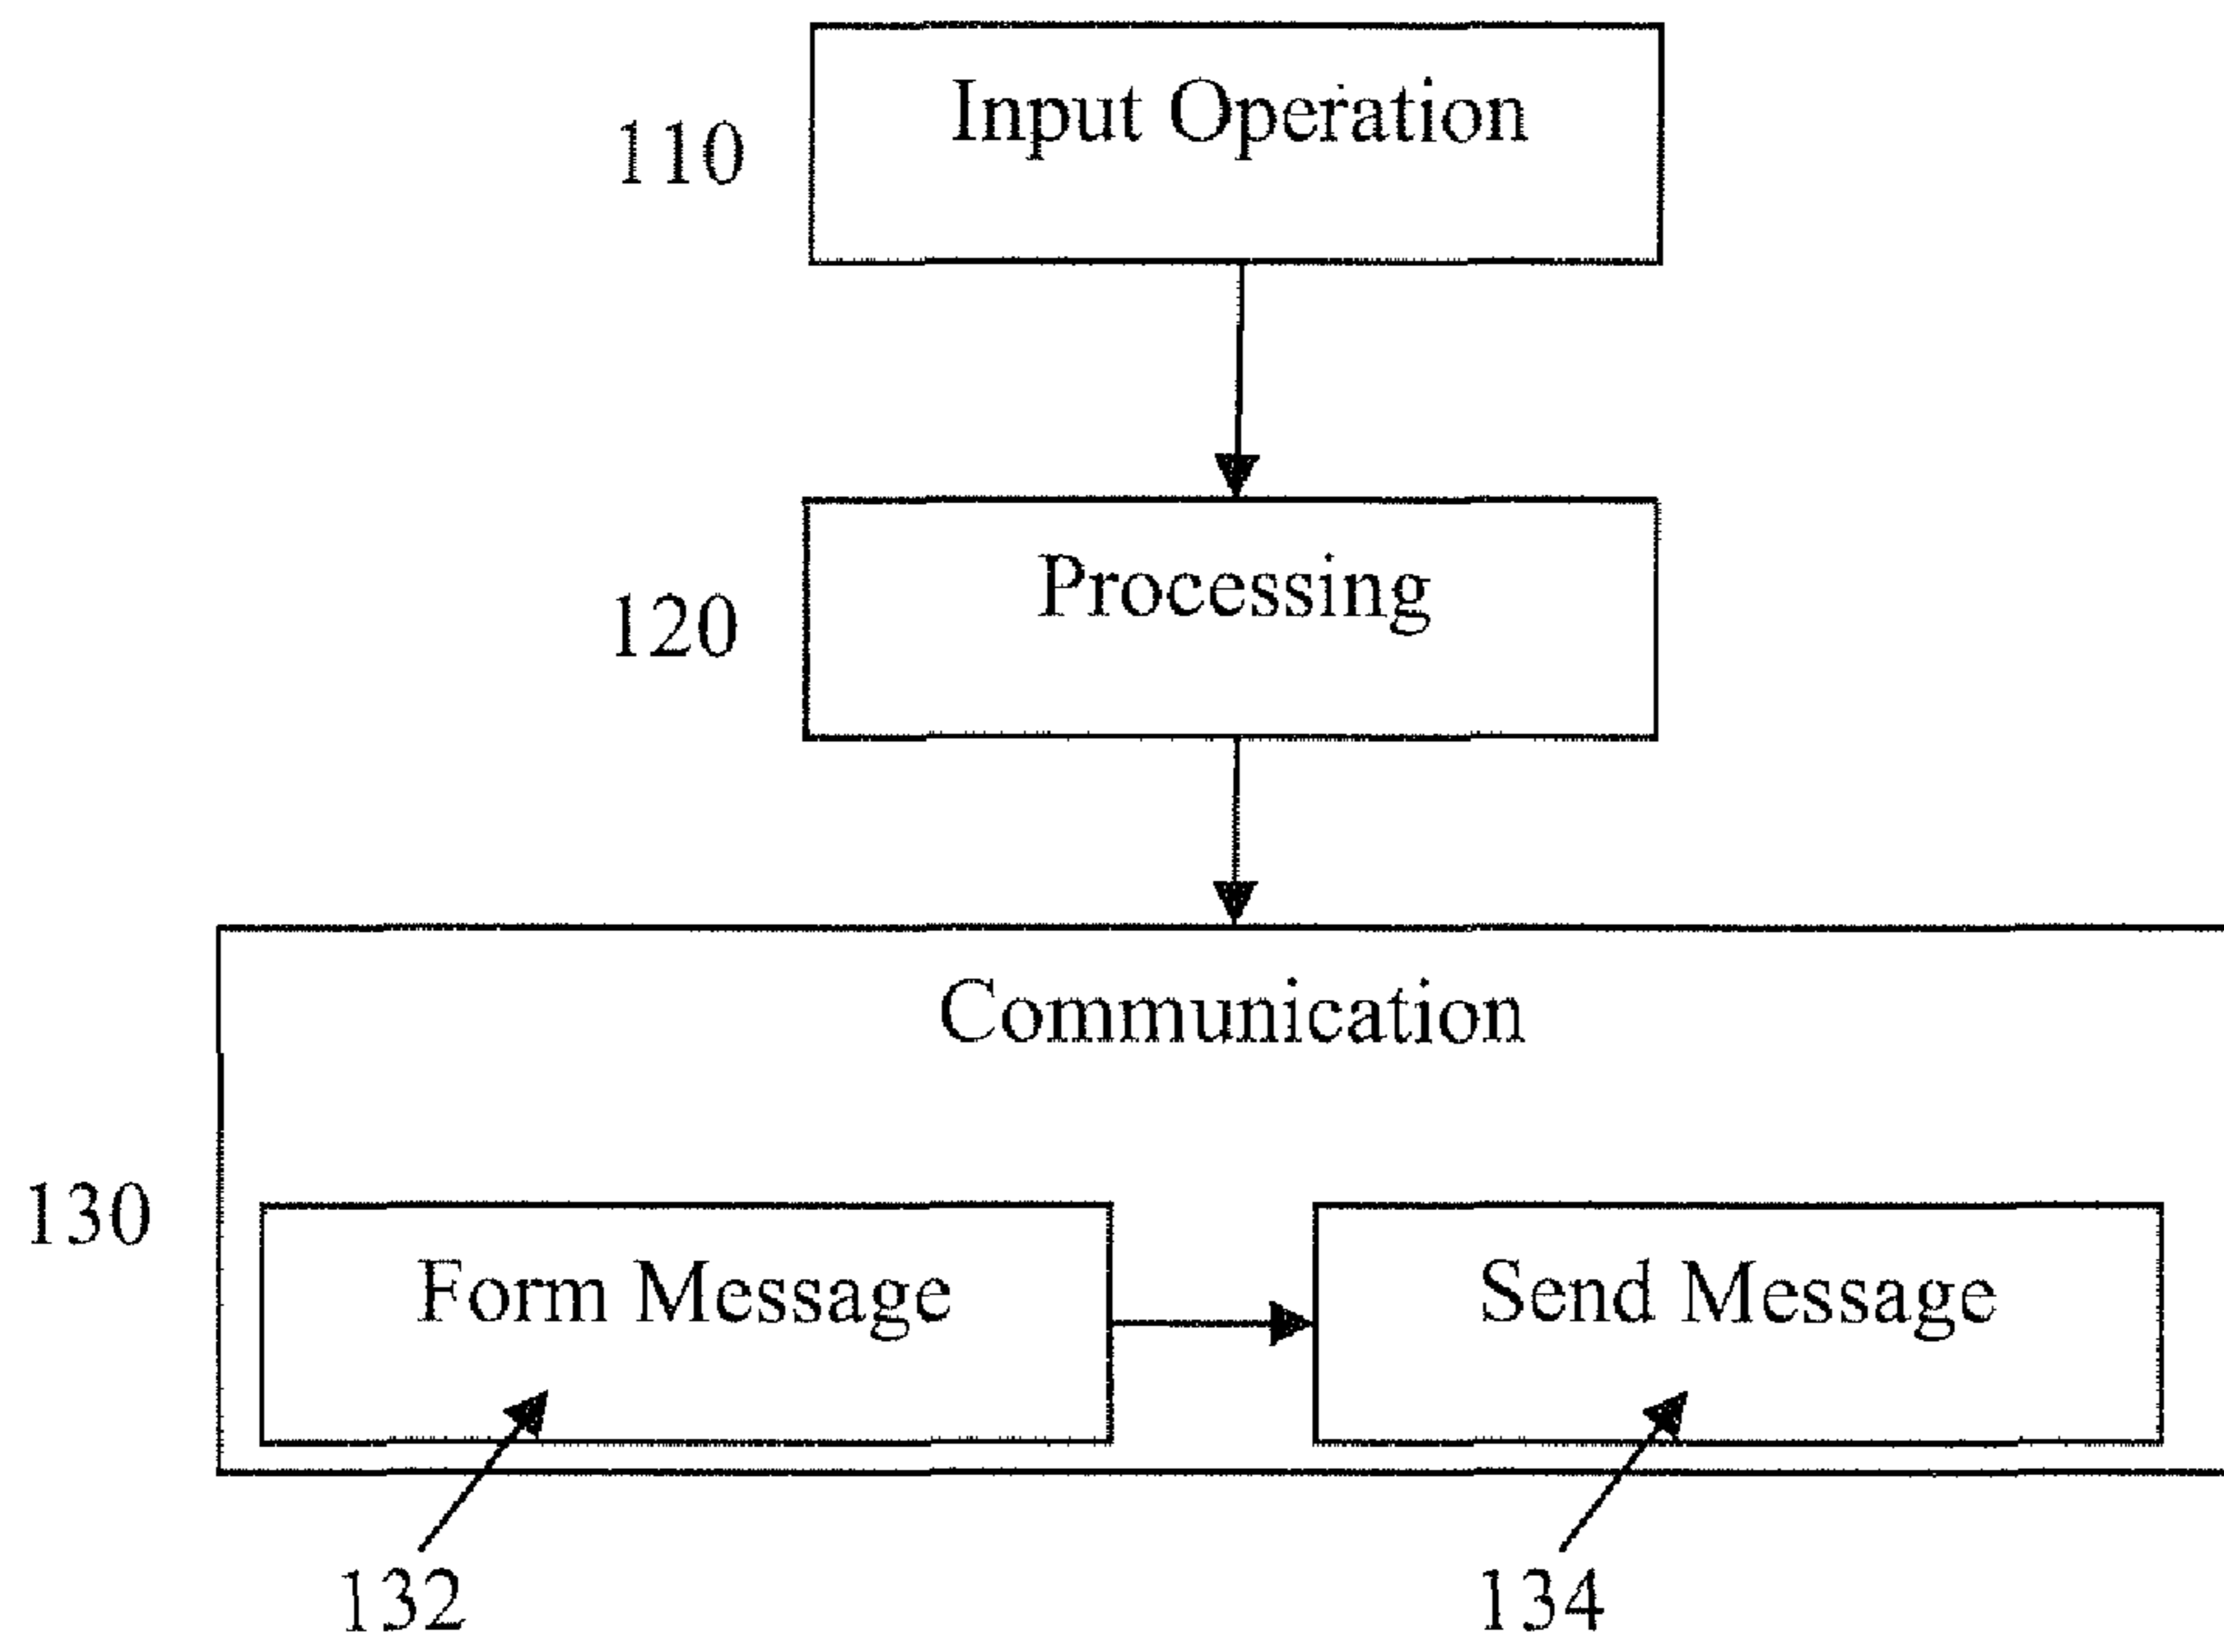 Input Operation
110
Processing
120
Communication
130
Form Message
Send Message
132
134